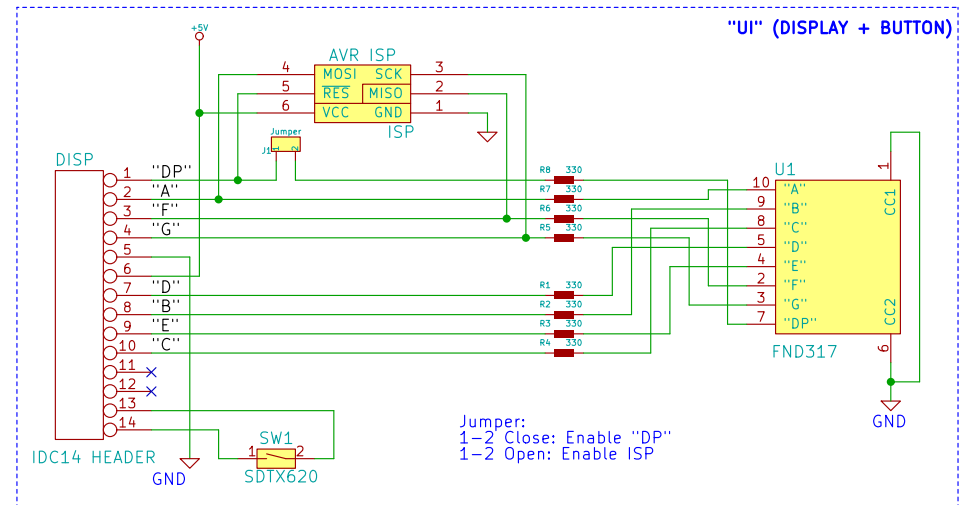 "UI" (DISPLAY + BUTTON)
+5V
AVR ISP
4 MOSI SCK 3
5 RES MISO 2
6 VCC GND 1
ISP
Jumper
J1 1 2
DISP
1 "DP"
2 "A"
3 "F"
4 "G"
5
6
7 "D"
8 "B"
9 "E"
10 "C"
11
12
13
14
IDC14 HEADER
GND
SW1
1 2
SDTX620
R8 330
R7 330
R6 330
R5 330
R1 330
R2 330
R3 330
R4 330
U1
10 "A"
9 "B"
8 "C"
5 "D"
4 "E"
2 "F"
3 "G"
7 "DP"
1 CC1
6 CC2
FND317
GND
Jumper:
1-2 Close: Enable "DP"
1-2 Open: Enable ISP